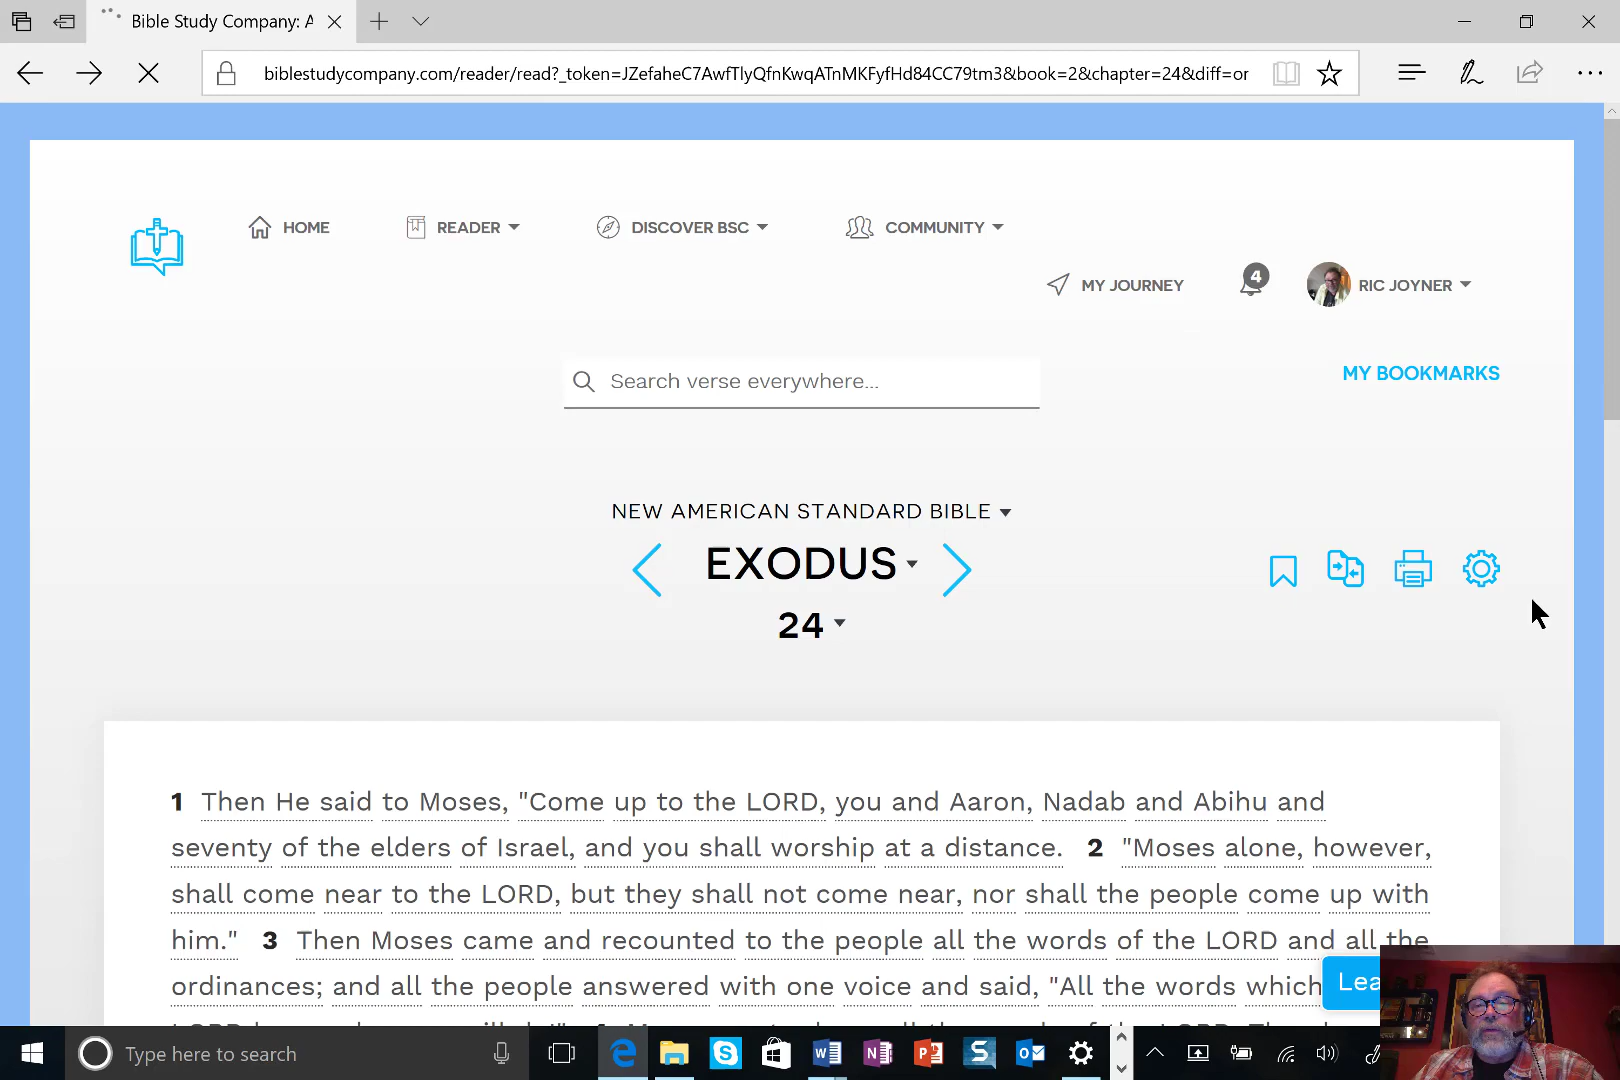 Bible Study Company: A
biblestudycompany.com/reader/read?_token=JZefaheC7AwfTlyQfnKwqATnMKFyfHd84CC79tm3&book=2&chapter=24&diff=or
HOME
READER
DISCOVER BSC
COMMUNITY
MY JOURNEY
4
RIC JOYNER
Search verse everywhere...
MY BOOKMARKS
NEW AMERICAN STANDARD BIBLE
EXODUS
24
1 Then He said to Moses, "Come up to the LORD, you and Aaron, Nadab and Abihu and
seventy of the elders of Israel, and you shall worship at a distance. 2 "Moses alone, however,
shall come near to the LORD, but they shall not come near, nor shall the people come up with
him." 3 Then Moses came and recounted to the people all the words of the LORD and all the
ordinances; and all the people answered with one voice and said, "All the words which
Lea
Type here to search